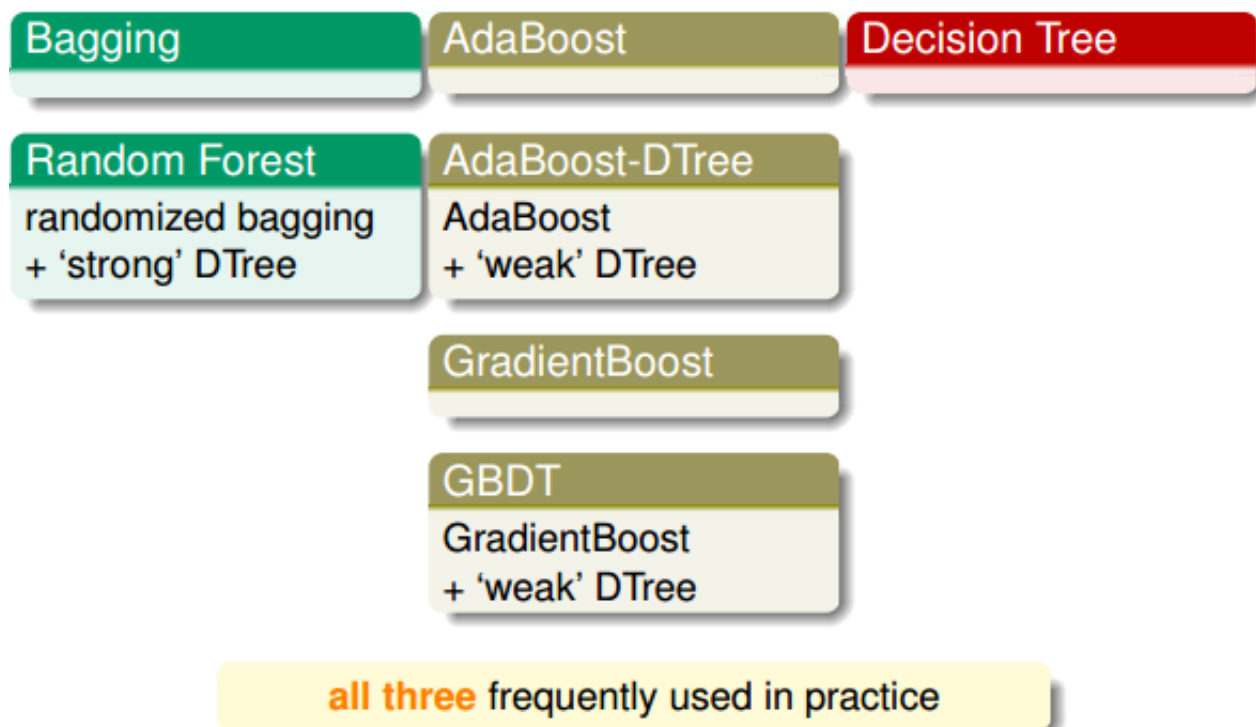 Bagging
AdaBoost
Decision Tree
Random Forest
randomized bagging
+ ‘strong’ DTree
AdaBoost-DTree
AdaBoost
+ ‘weak’ DTree
GradientBoost
GBDT
GradientBoost
+ ‘weak’ DTree
all three frequently used in practice